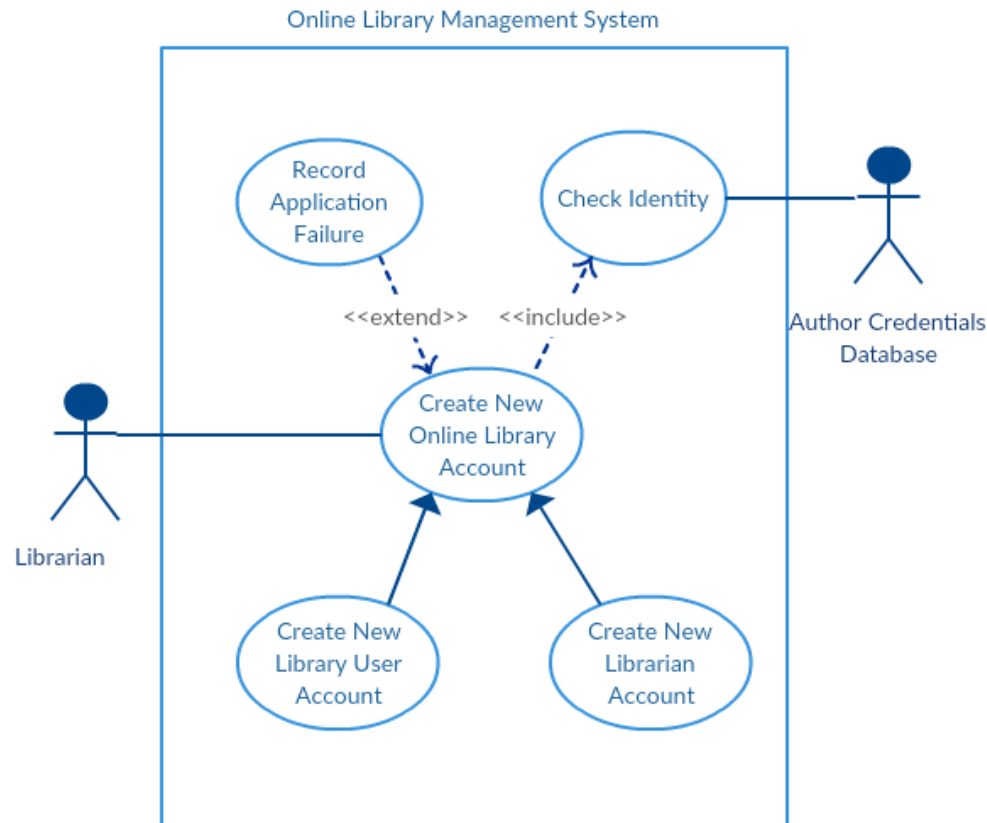 Online Library Management System
Record
Application
Failure
Check Identity
Author Credentials
Database
<<extend>>
<<include>>
Create New
Online Library
Account
Librarian
Create New
Library User
Account
Create New
Librarian
Account